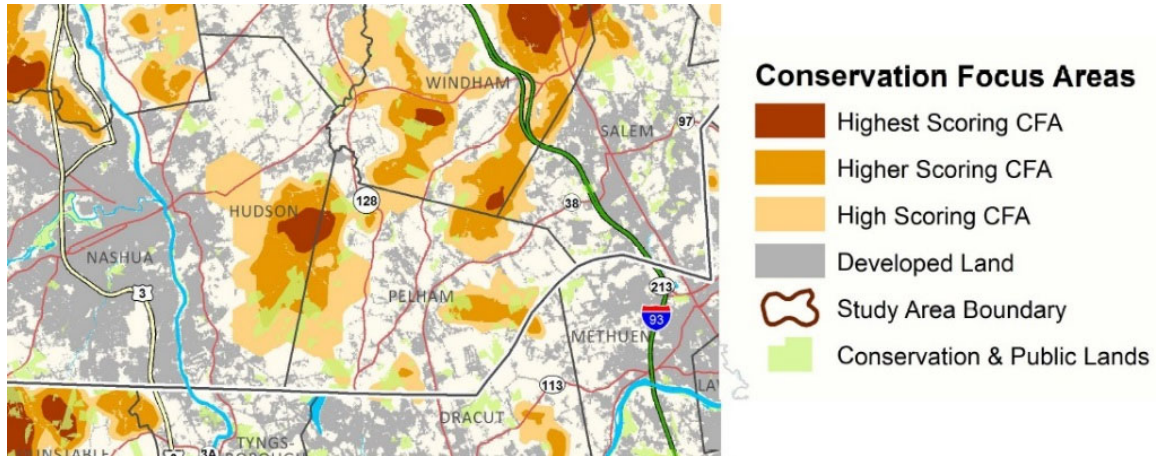 WINDHAM
SALEM
97
128
38
HUDSON
NASHUA
3
PELHAM
213
93
METHUEN
113
DRACUT
TYNGS-
3A
Conservation Focus Areas
Highest Scoring CFA
Higher Scoring CFA
High Scoring CFA
Developed Land
Study Area Boundary
Conservation & Public Lands